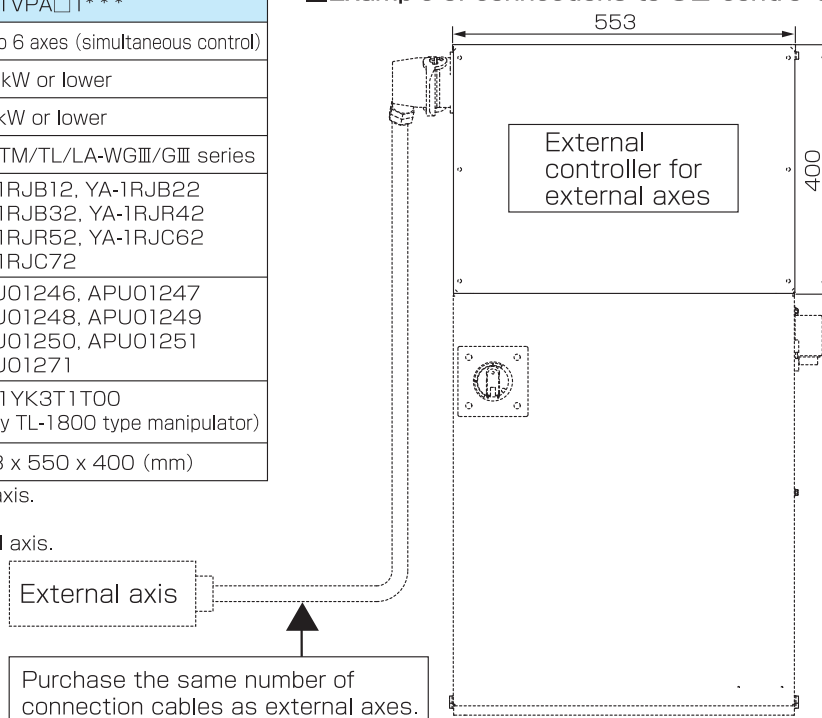 TVPA□1***
o 6 axes (simultaneous control)
kW or lower
kW or lower
TM/TL/LA-WGⅢ/GⅢ series
1RJB12, YA-1RJB22
1RJB32, YA-1RJR42
1RJR52, YA-1RJC62
1RJC72
U01246, APU01247
U01248, APU01249
U01250, APU01251
U01271
1YK3T1T00
y TL-1800 type manipulator)
3 x 550 x 400 (mm)
axis.
l axis.
553
External
controller for
external axes
400
External axis
Purchase the same number of
connection cables as external axes.